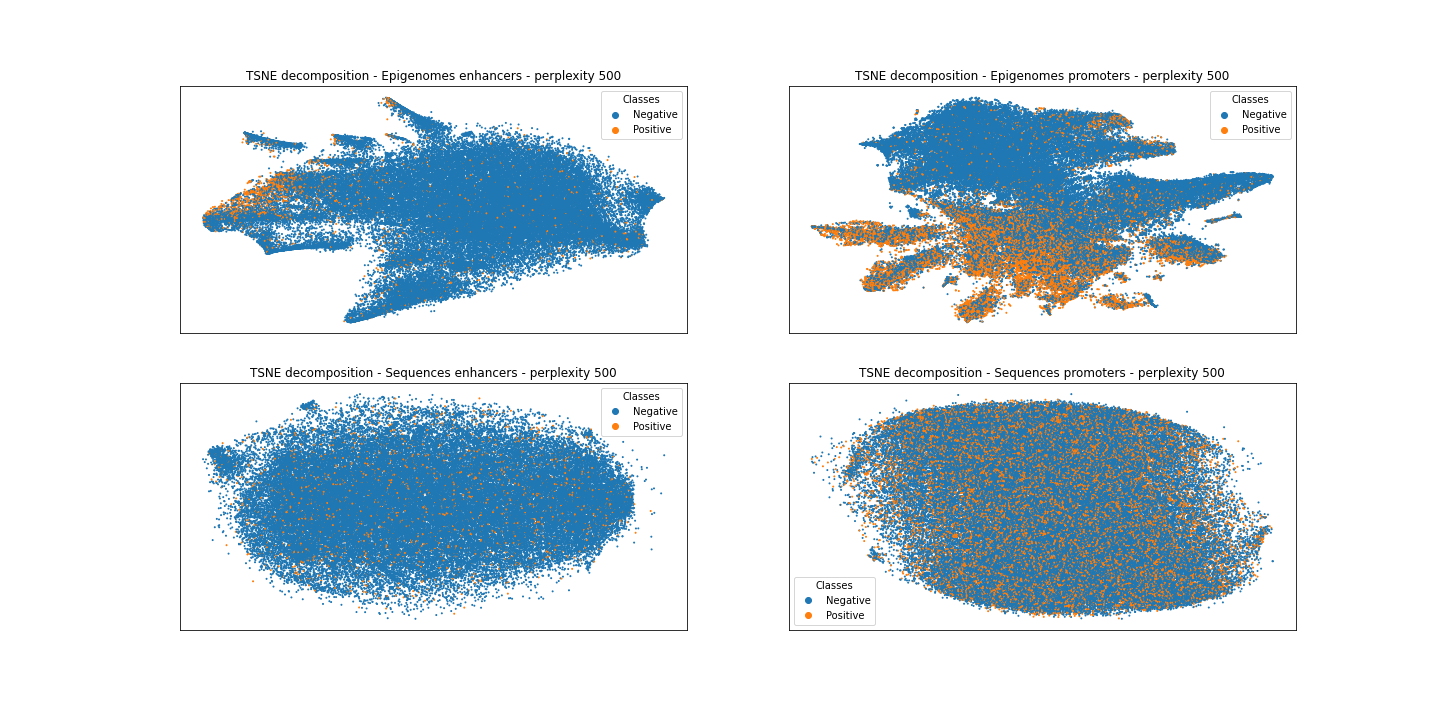 TSNE decomposition - Epigenomes enhancers - perplexity 500
Classes
Negative
Positive
TSNE decomposition - Epigenomes promoters - perplexity 500
Classes
Negative
Positive
TSNE decomposition - Sequences enhancers - perplexity 500
Classes
Negative
Positive
TSNE decomposition - Sequences promoters - perplexity 500
Classes
Negative
Positive